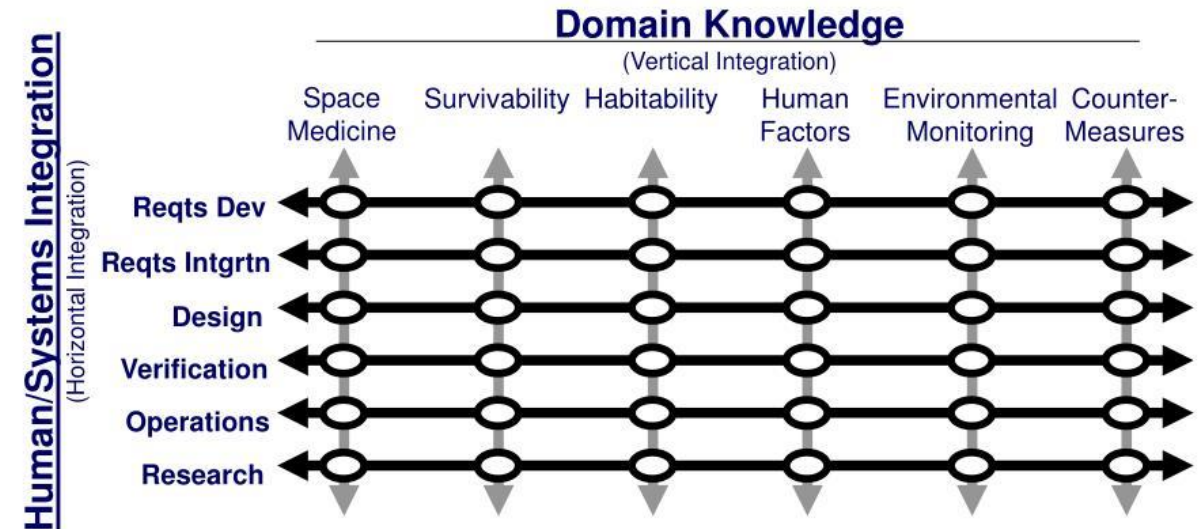 Domain Knowledge
(Vertical Integration)
Space
Medicine
Survivability
Habitability
Human
Factors
Environmental
Monitoring
Counter-
Measures
Human/Systems Integration
(Horizontal Integration)
Reqts Dev
Reqts Intgrtn
Design
Verification
Operations
Research